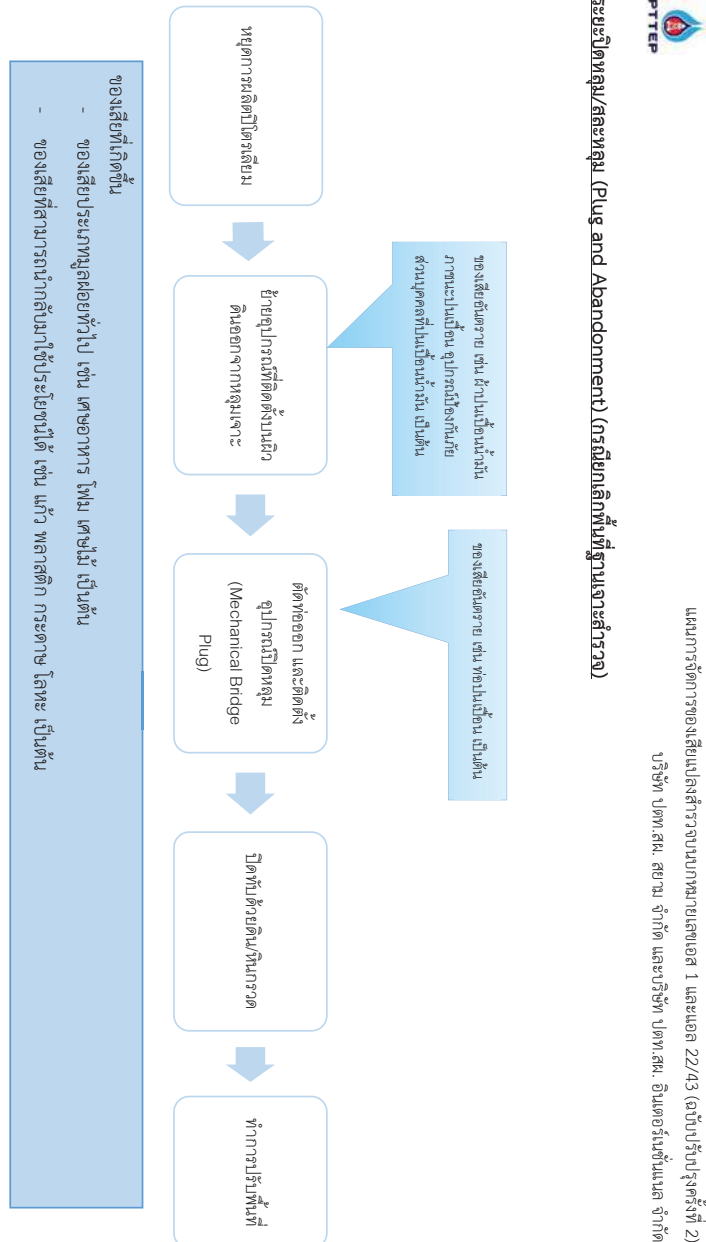 PTTEP
แผนการจัดการของเสียแปลงสำรวจบนบกหมายเลขเอส 1 และแอล 22/43 (ฉบับปรับปรุงครั้งที่ 2)
บริษัท ปตท.สผ. สยาม จำกัด และบริษัท ปตท.สผ. อินเตอร์เนชั่นแนล จำกัด
ระยะปิดหลุม/สละหลุม (Plug and Abandonment) (กรณียกเลิกพื้นที่ฐานเจาะสำรวจ)
ของเสียอันตราย เช่น ผ้าปนเปื้อนน้ำมัน
ภาชนะปนเปื้อน อุปกรณ์ป้องกันภัย
ส่วนบุคคลที่ปนเปื้อนน้ำมัน เป็นต้น
ของเสียอันตราย เช่น ท่อปนเปื้อน เป็นต้น
หยุดการผลิตปิโตรเลียม
ย้ายอุปกรณ์ที่ติดตั้งบนผิว
ดินออกจากหลุมเจาะ
ตัดท่อออก และติดตั้ง
อุปกรณ์ปิดหลุม
(Mechanical Bridge
Plug)
ปิดทับด้วยดิน/หินกรวด
ทำการปรับพื้นที่
ของเสียที่เกิดขึ้น
- ของเสียประเภทมูลฝอยทั่วไป เช่น เศษอาหาร โฟม เศษไม้ เป็นต้น
- ของเสียที่สามารถนำกลับมาใช้ประโยชน์ได้ เช่น แก้ว พลาสติก กระดาษ โลหะ เป็นต้น